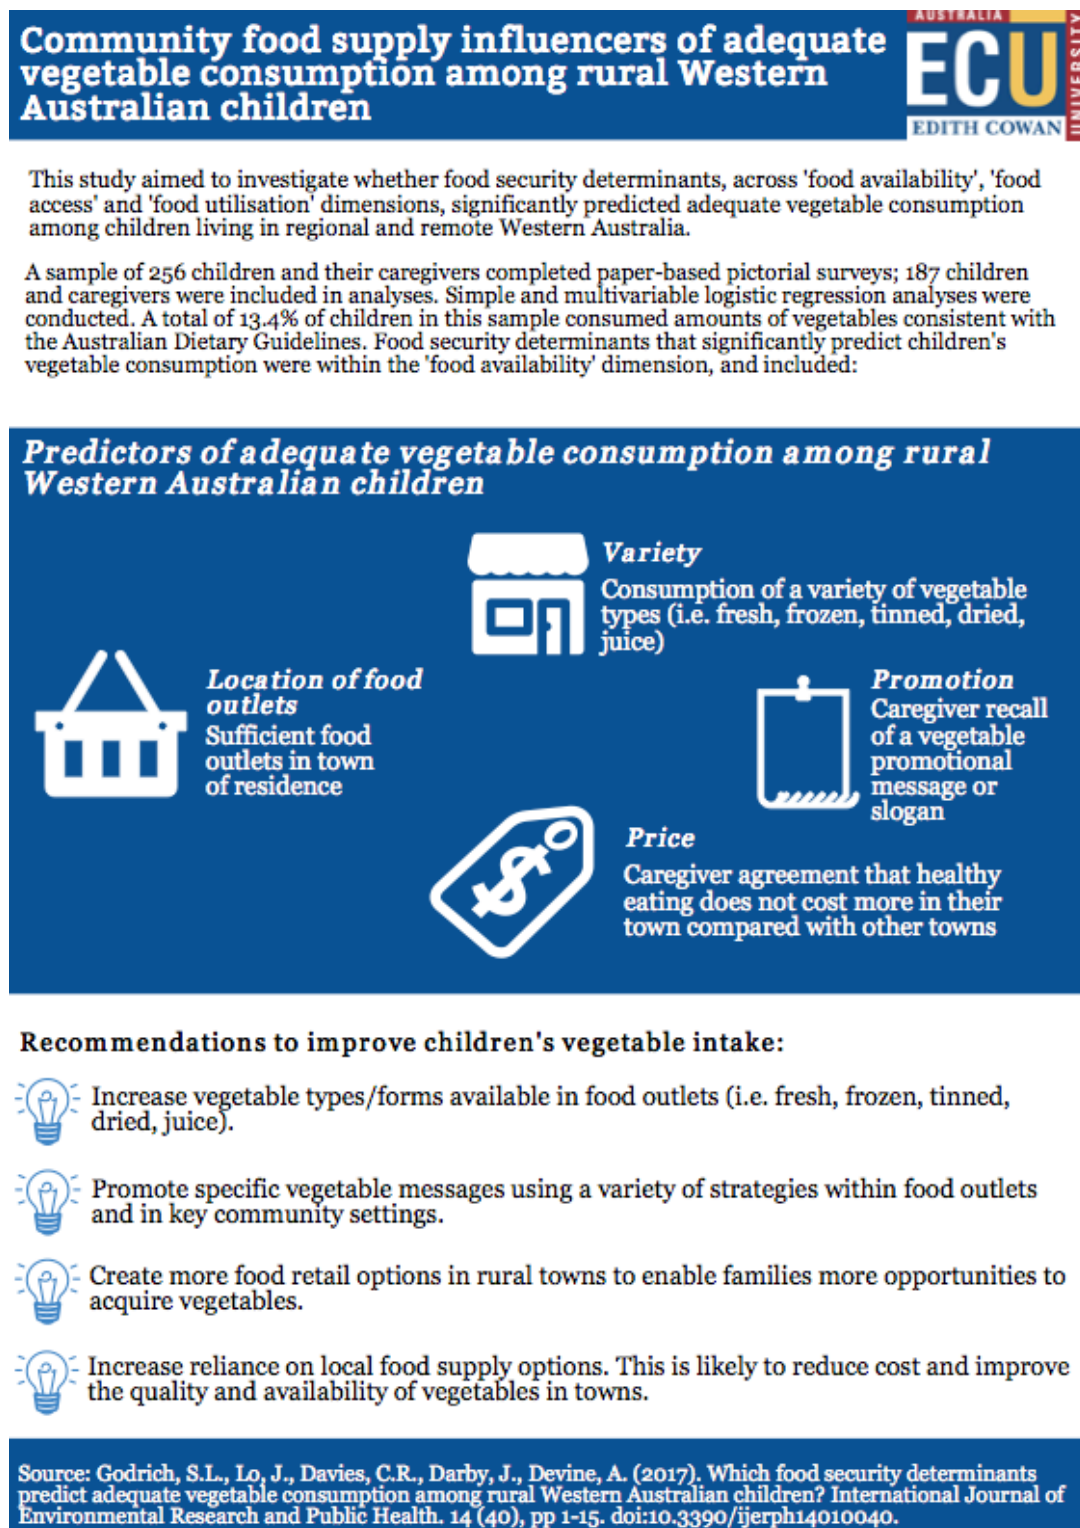 Community food supply influencers of adequate
vegetable consumption among rural Western
Australian children
AUSTRALIA
ECU
EDITH COWAN
UNIVERSITY
This study aimed to investigate whether food security determinants, across 'food availability', 'food
access' and 'food utilisation' dimensions, significantly predicted adequate vegetable consumption
among children living in regional and remote Western Australia.
A sample of 256 children and their caregivers completed paper-based pictorial surveys; 187 children
and caregivers were included in analyses. Simple and multivariable logistic regression analyses were
conducted. A total of 13.4% of children in this sample consumed amounts of vegetables consistent with
the Australian Dietary Guidelines. Food security determinants that significantly predict children's
vegetable consumption were within the 'food availability' dimension, and included:
Predictors of adequate vegetable consumption among rural
Western Australian children
Variety
Consumption of a variety of vegetable
types (i.e. fresh, frozen, tinned, dried,
juice)
Location of food
outlets
Sufficient food
outlets in town
of residence
Promotion
Caregiver recall
of a vegetable
promotional
message or
slogan
Price
Caregiver agreement that healthy
eating does not cost more in their
town compared with other towns
Recommendations to improve children's vegetable intake:
Increase vegetable types/forms available in food outlets (i.e. fresh, frozen, tinned,
dried, juice).
Promote specific vegetable messages using a variety of strategies within food outlets
and in key community settings.
Create more food retail options in rural towns to enable families more opportunities to
acquire vegetables.
Increase reliance on local food supply options. This is likely to reduce cost and improve
the quality and availability of vegetables in towns.
Source: Godrich, S.L., Lo, J., Davies, C.R., Darby, J., Devine, A. (2017). Which food security determinants
predict adequate vegetable consumption among rural Western Australian children? International Journal of
Environmental Research and Public Health. 14 (40), pp 1-15. doi:10.3390/ijerph14010040.